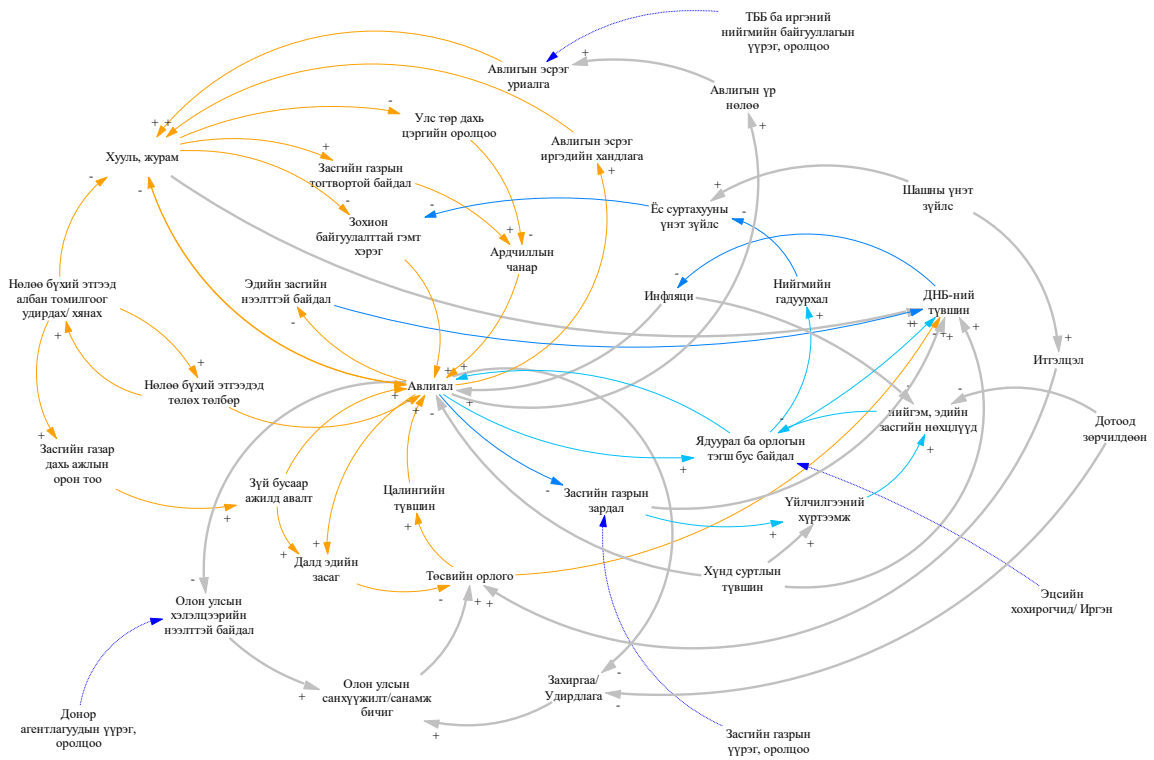 ТББ ба иргэний
нийгмийн байгууллагын
үүрэг, оролцоо
Авлигын эсрэг
уриалга
Авлигын үр
нөлөө
Улс төр дахь
цэргийн оролцоо
Авлигын эсрэг
иргэдийн хандлага
Хууль, журам
Засгийн газрын
тогтвортой байдал
Шашны үнэт
зүйлс
Ёс суртахууны
үнэт зүйлс
Зохион
байгуулалттай гэмт
хэрэг
Ардчиллын
чанар
Нөлөө бүхий этгээд
албан томилгоог
удирдах/ хянах
Эдийн засгийн
нээлттэй байдал
Инфляци
Нийгмийн
гадуурхал
ДНБ-ний
түвшин
Итгэлцэл
Нөлөө бүхий этгээдэд
төлөх төлбөр
Авлигал
нийгэм, эдийн
засгийн нөхцлүүд
Дотоод
зөрчилдөөн
Засгийн газар
дахь ажлын
орон тоо
Ядуурал ба орлогын
тэгш бус байдал
Зүй бусаар
ажилд авалт
Цалингийн
түвшин
Засгийн газрын
зардал
Үйлчилгээний
хүртээмж
Далд эдийн
засаг
Төсвийн орлого
Хүнд суртлын
түвшин
Эцсийн
хохирогчид/ Иргэн
Олон улсын
хэлэлцээрийн
нээлттэй байдал
Олон улсын
санхүүжилт/санамж
бичиг
Захиргаа/
Удирдлага
Донор
агентлагуудын үүрэг,
оролцоо
Засгийн газрын
үүрэг, оролцоо